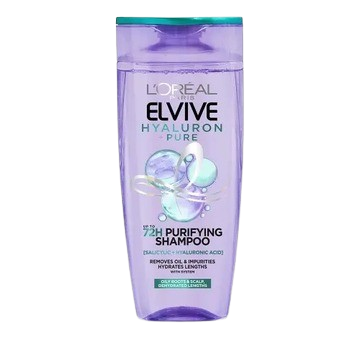 L'ORÉAL
PARIS
ELVIVE
HYALURON
+ PURE
UP TO
72H PURIFYING
SHAMPOO
[SALICYLIC + HYALURONIC ACID]
REMOVES OIL & IMPURITIES
HYDRATES LENGTHS
WITH SYSTEM
OILY ROOTS & SCALP,
DEHYDRATED LENGTHS